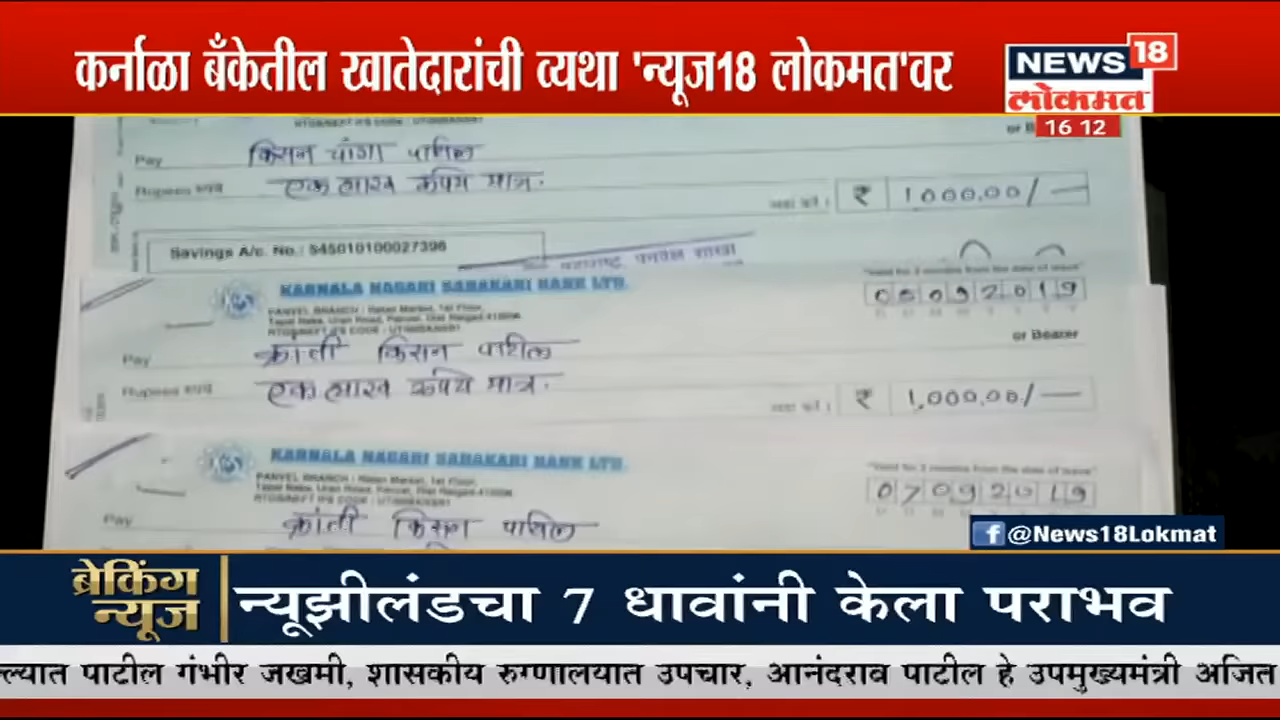 कर्नाळा बँकेतील खातेदारांची व्यथा 'न्यूज18 लोकमत'वर
NEWS 18
लोकमत
16 12
Pay किसन पाटील
or
Rupees रुपये एक लाख रुपये मात्र.
₹ 1000,00/—
Savings A/c. No.: 545010100027396
KARNALA NAGARI SAHAKARI BANK LTD.
Valid for 3 months from the date of issue
06092019
PANVEL BRANCH :
or Bearer
Pay क्रांती किसन पाटील
Rupees रुपये एक लाख रुपये मात्र.
₹ 1,000,00/—
KARNALA NAGARI SAHAKARI BANK LTD.
Valid for 3 months from the date of issue
07092019
PANVEL BRANCH :
Pay क्रांती किसन पाटील
f @News18Lokmat
ब्रेकिंग न्यूज
न्यूझीलंडचा 7 धावांनी केला पराभव
ल्यात पाटील गंभीर जखमी, शासकीय रुग्णालयात उपचार, आनंदराव पाटील हे उपमुख्यमंत्री अजित